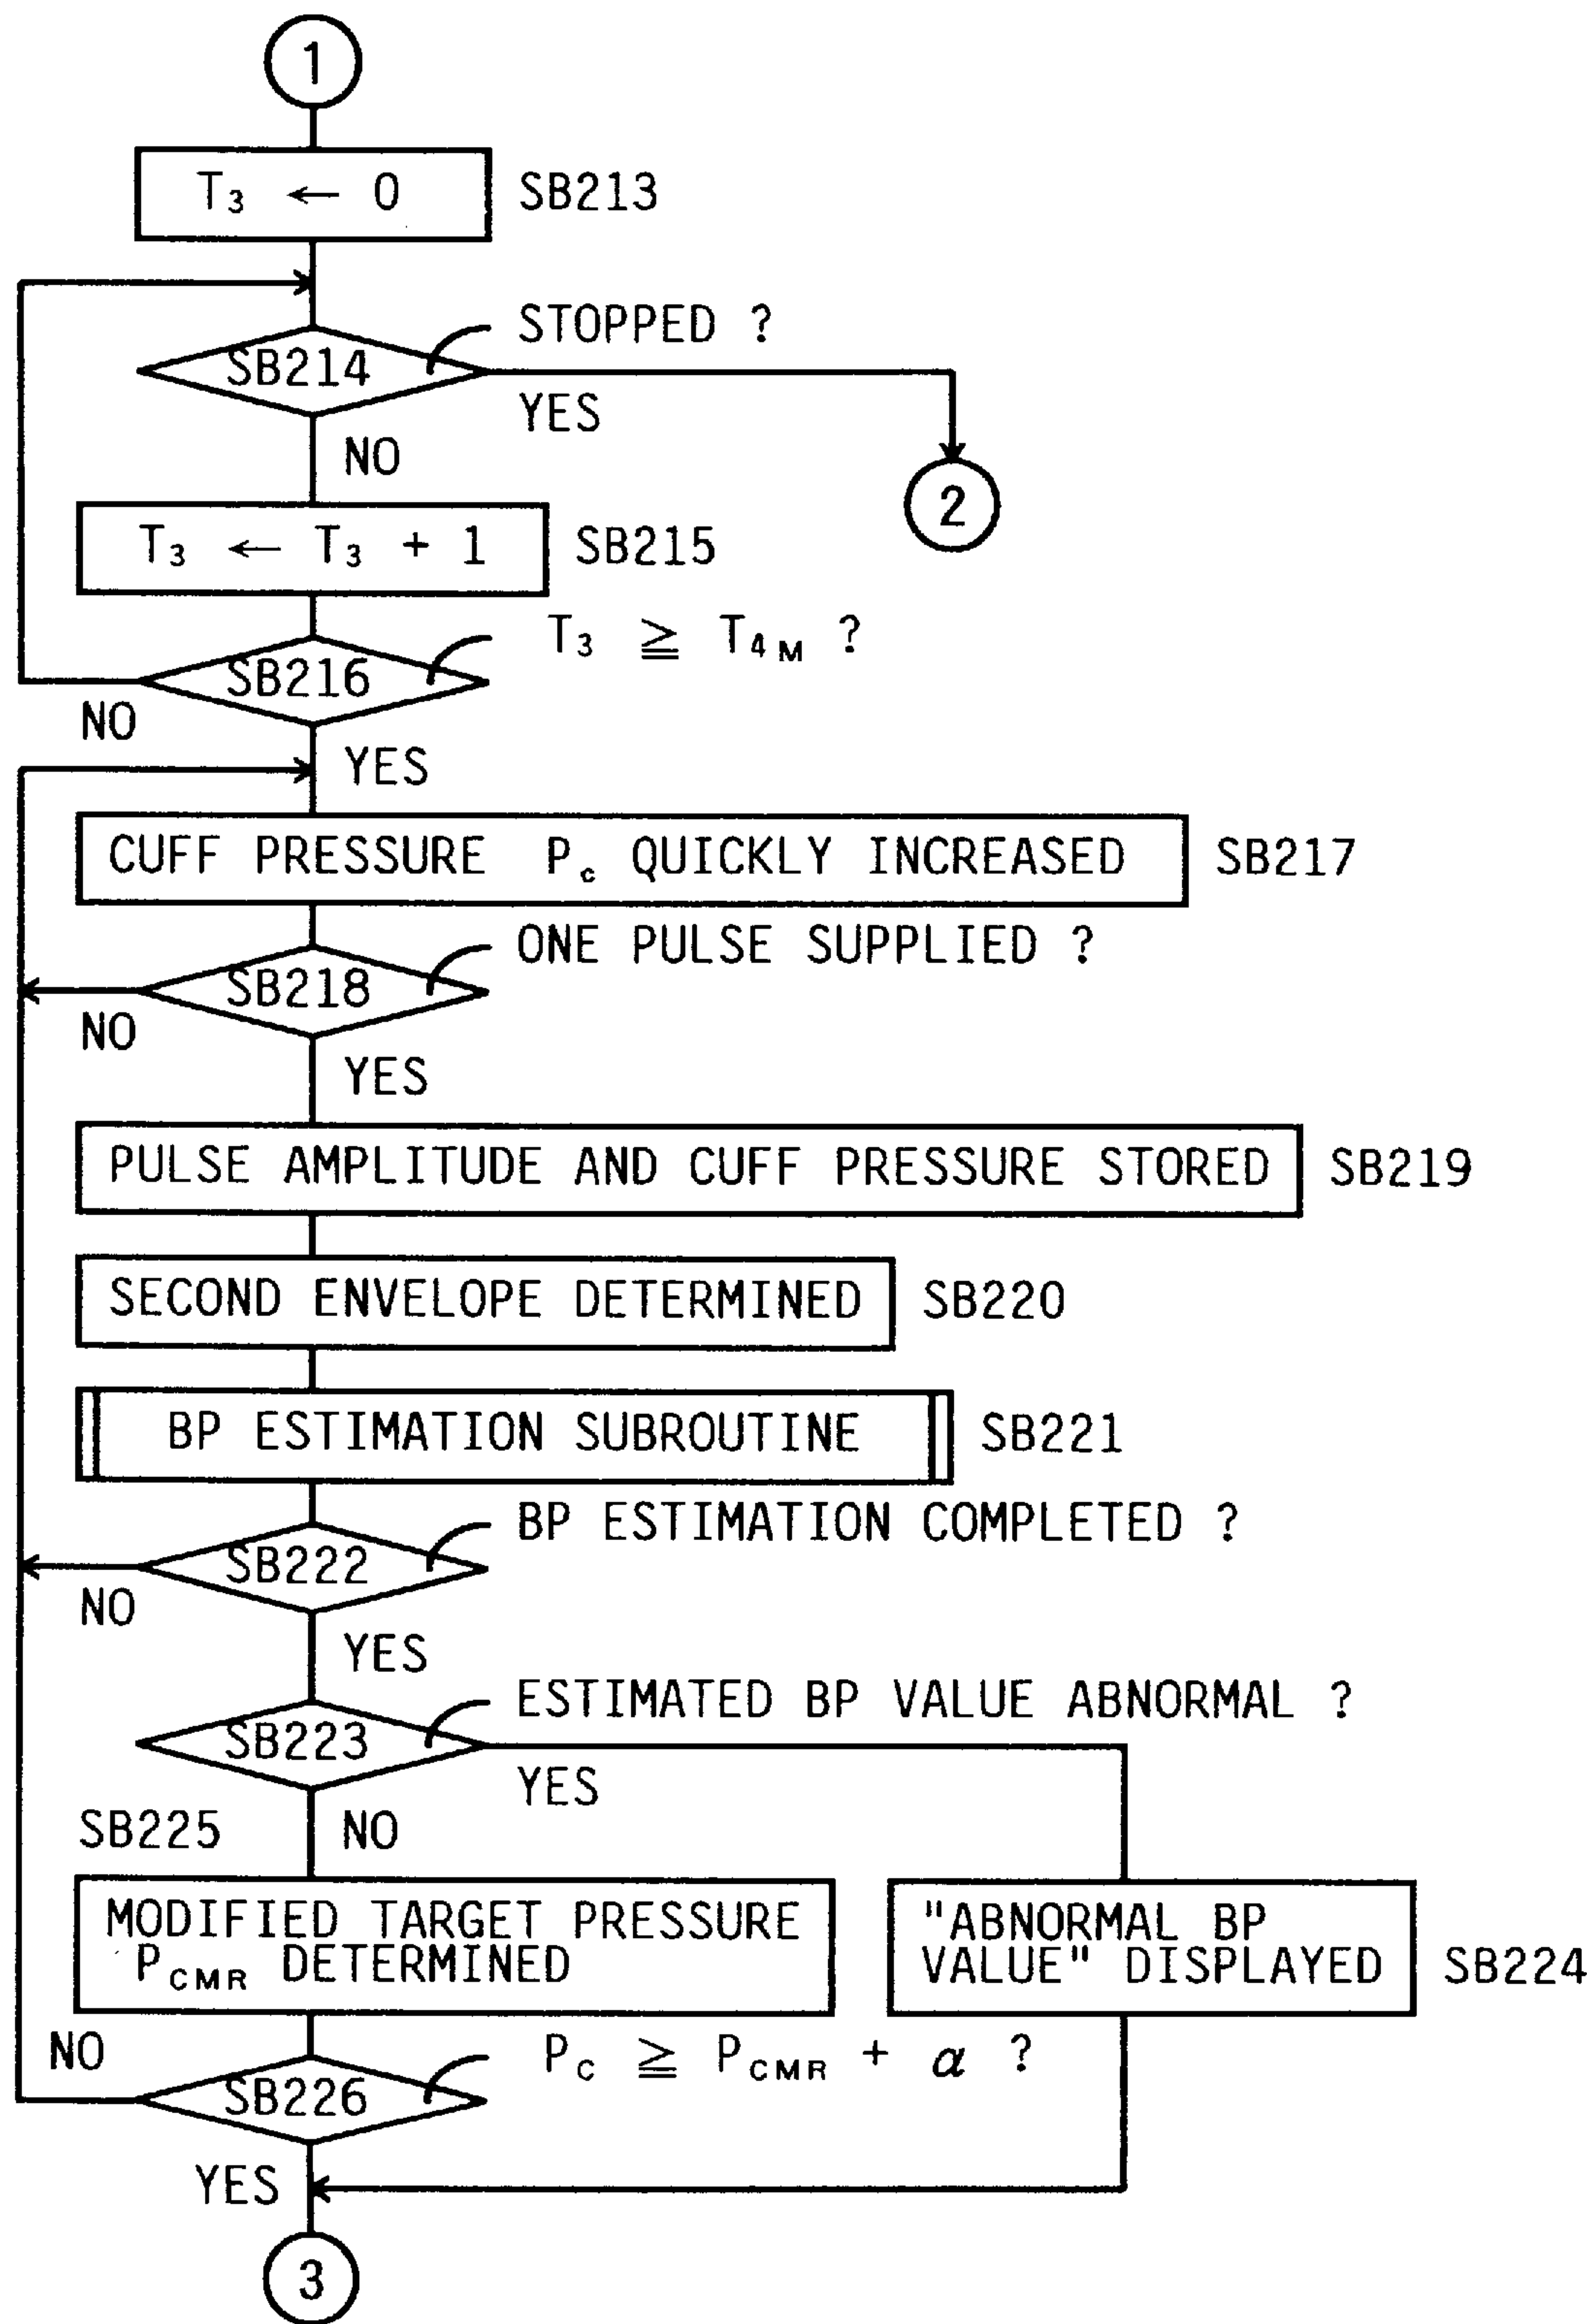 1
T₃ ← 0 SB213
STOPPED ?
SB214
YES
NO
2
T₃ ← T₃ + 1 SB215
T₃ ≧ T₄M ?
SB216
NO
YES
CUFF PRESSURE Pc QUICKLY INCREASED SB217
ONE PULSE SUPPLIED ?
SB218
NO
YES
PULSE AMPLITUDE AND CUFF PRESSURE STORED SB219
SECOND ENVELOPE DETERMINED SB220
BP ESTIMATION SUBROUTINE SB221
BP ESTIMATION COMPLETED ?
SB222
NO
YES
ESTIMATED BP VALUE ABNORMAL ?
SB223
YES
SB225 NO
MODIFIED TARGET PRESSURE
PCMR DETERMINED
"ABNORMAL BP
VALUE" DISPLAYED SB224
NO
PC ≧ PCMR + α ?
SB226
YES
3